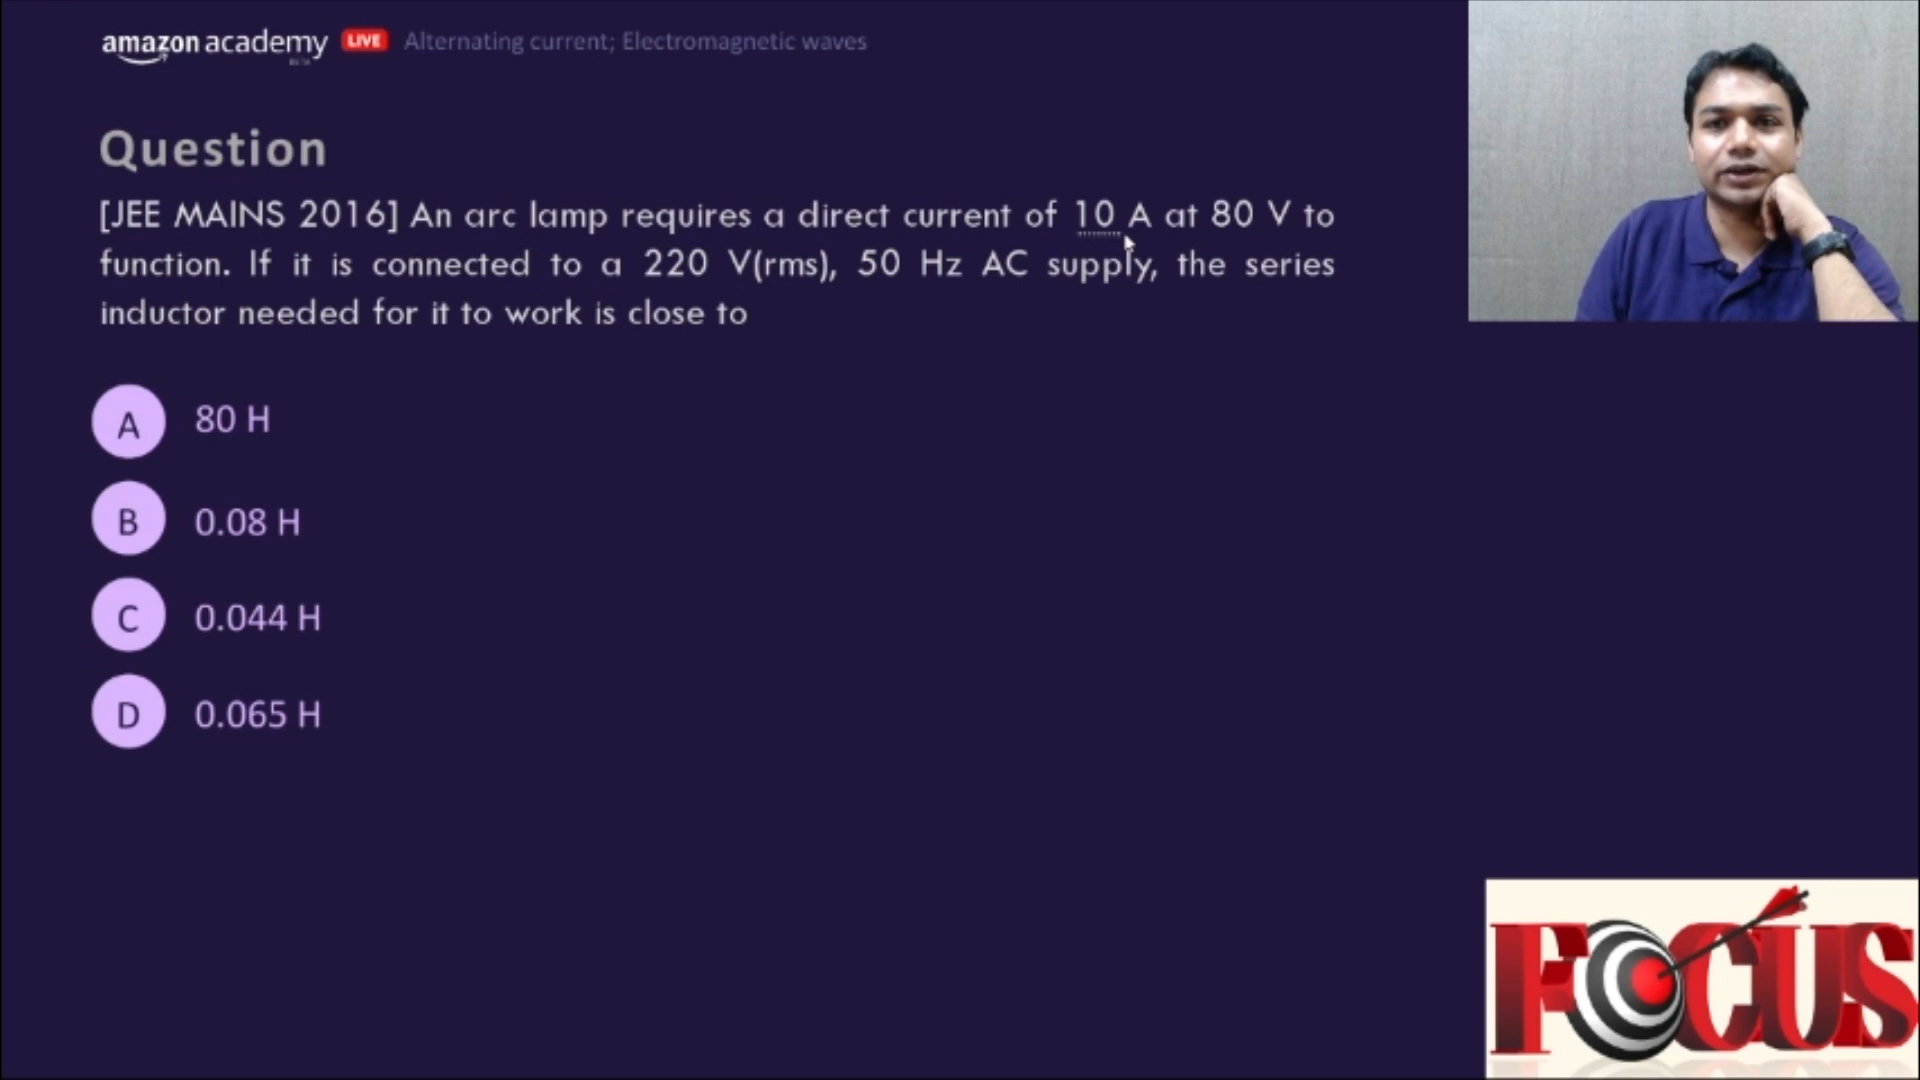 amazon academy LIVE Alternating current; Electromagnetic waves
BETA
Question
[JEE MAINS 2016] An arc lamp requires a direct current of 10 A at 80 V to
function. If it is connected to a 220 V(rms), 50 Hz AC supply, the series
inductor needed for it to work is close to
A 80 H
B 0.08 H
C 0.044 H
D 0.065 H
FOCUS